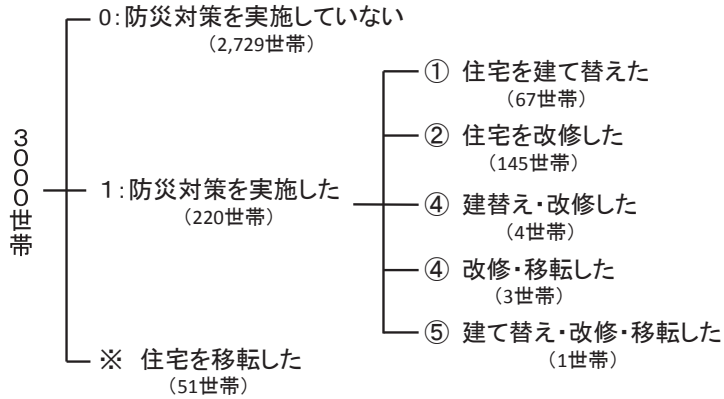 3000世帯
0:防災対策を実施していない
(2,729世帯)
1:防災対策を実施した
(220世帯)
① 住宅を建て替えた
(67世帯)
② 住宅を改修した
(145世帯)
④ 建替え・改修した
(4世帯)
④ 改修・移転した
(3世帯)
⑤ 建て替え・改修・移転した
(1世帯)
※ 住宅を移転した
(51世帯)